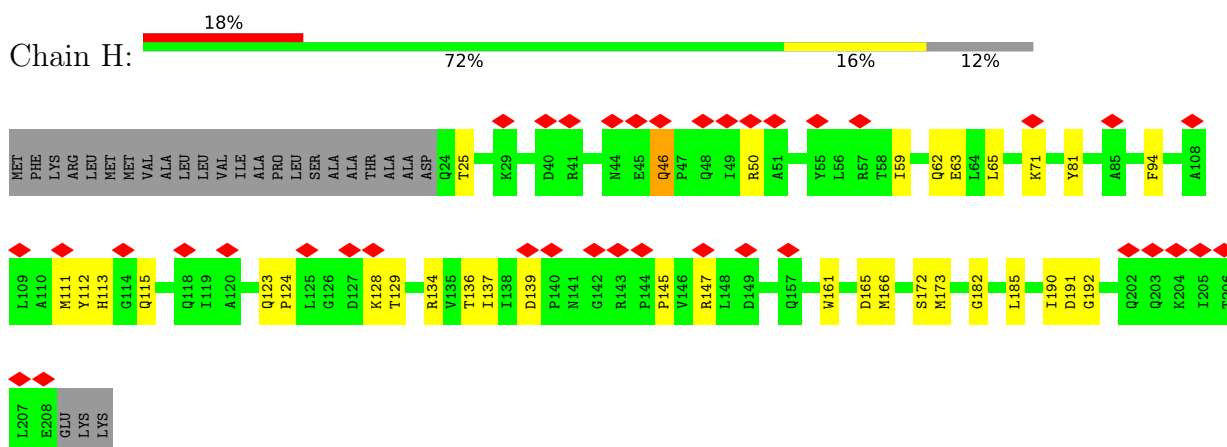 18%
Chain H:
72% 16% 12%
MET PHE LYS ARG LEU MET MET VAL ALA LEU LEU VAL ILE ALA PRO LEU SER ALA ALA THR ALA ALA ASP Q24 T25 K29 D40 R41 N44 E45 Q46 P47 Q48 I49 R50 A51 Y55 L56 R57 T58 I59 Q62 E63 L64 L65 K71 Y81 A85 F94 A108
L109 A110 M111 Y112 H113 G114 Q115 Q118 I119 A120 Q123 P124 L125 G126 D127 K128 T129 R134 V135 T136 I137 I138 D139 P140 N141 G142 R143 P144 P145 V146 R147 L148 D149 Q157 W161 D165 M166 S172 M173 G182 L185 I190 D191 G192 Q202 Q203 K204 I205
L207 E208 GLU LYS LYS